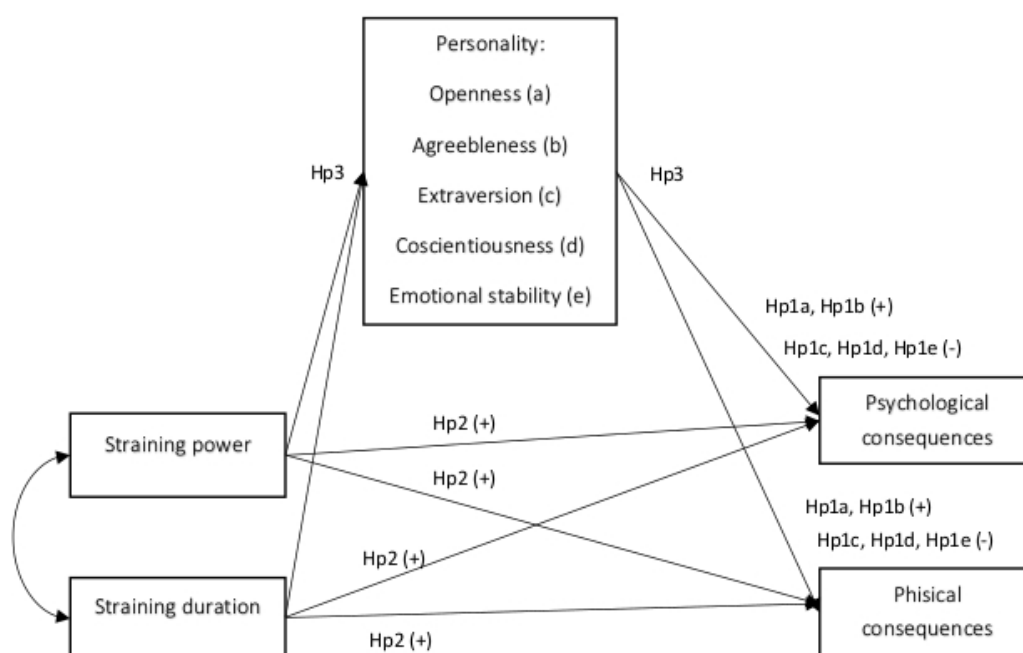 Personality:
Openness (a)
Agreebleness (b)
Hp3
Hp3
Extraversion (c)
Coscientiousness (d)
Emotional stability (e)
Hp1a, Hp1b (+)
Hp1c, Hp1d, Hp1e (-)
Psychological
consequences
Hp2 (+)
Straining power
Hp2 (+)
Hp1a, Hp1b (+)
Hp1c, Hp1d, Hp1e (-)
Hp2 (+)
Straining duration
Phisical
consequences
Hp2 (+)